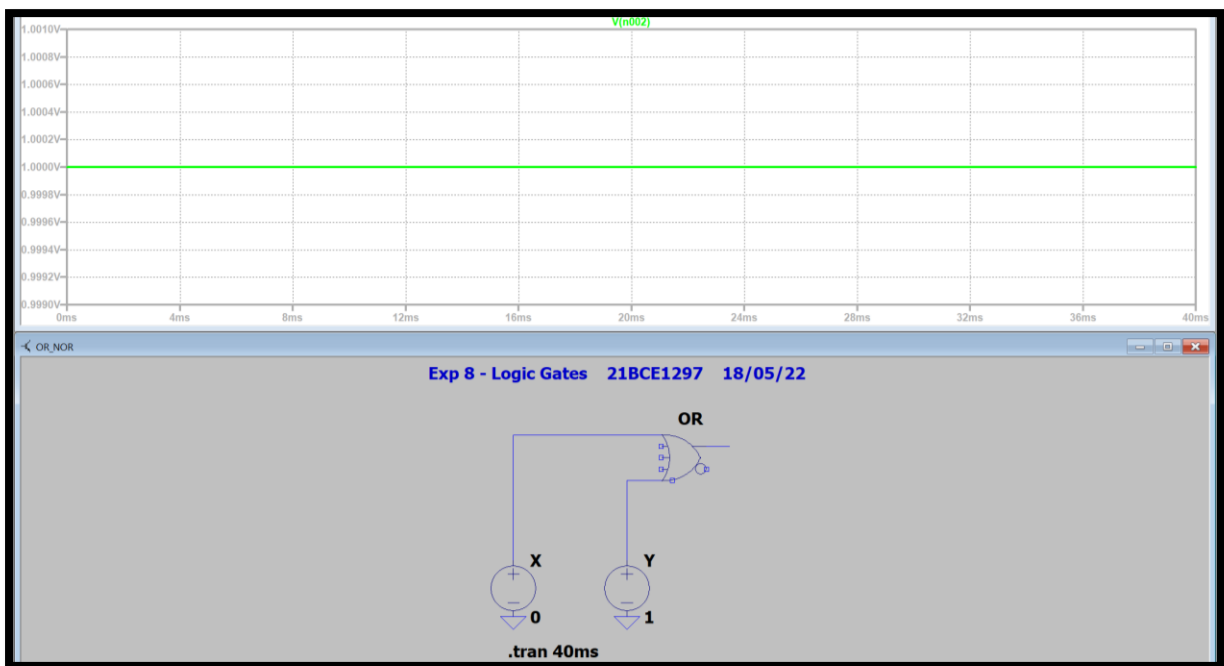 V(n002)
1.0010V
1.0008V
1.0006V
1.0004V
1.0002V
1.0000V
0.9998V
0.9996V
0.9994V
0.9992V
0.9990V
0ms 4ms 8ms 12ms 16ms 20ms 24ms 28ms 32ms 36ms 40ms
OR_NOR
Exp 8 - Logic Gates 21BCE1297 18/05/22
OR
X Y
0 1
.tran 40ms